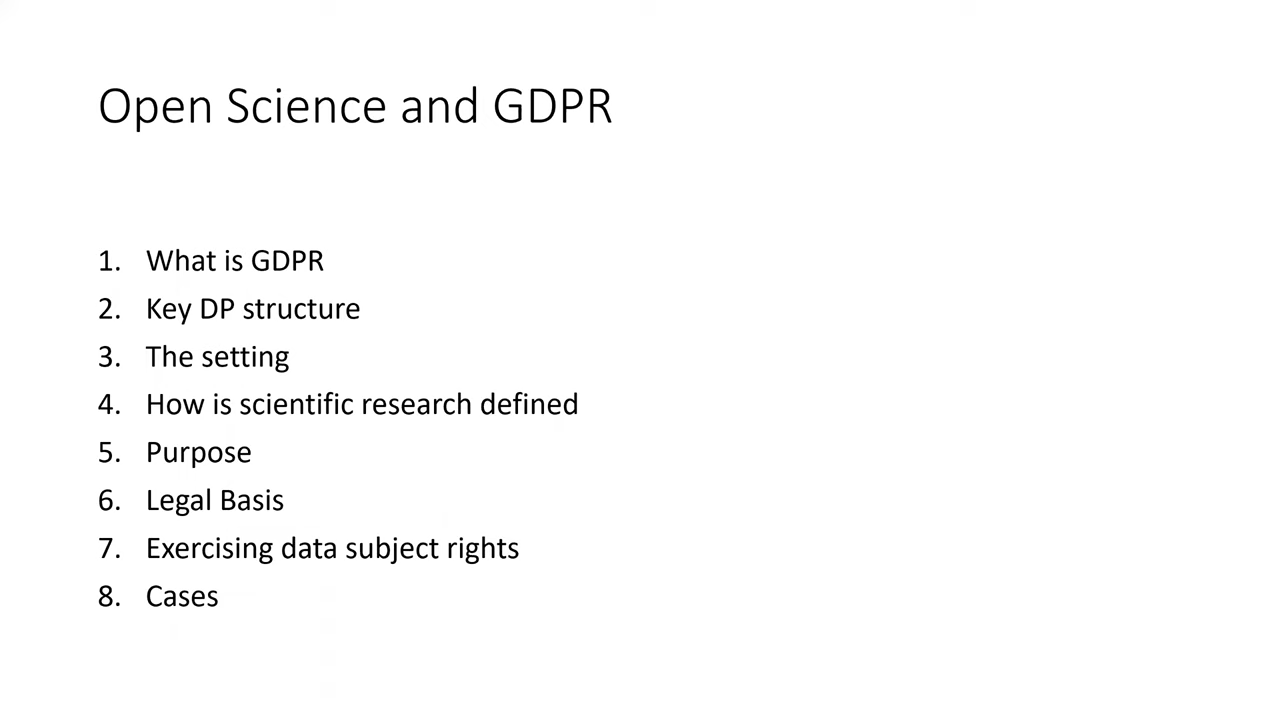 Open Science and GDPR
1. What is GDPR
2. Key DP structure
3. The setting
4. How is scientific research defined
5. Purpose
6. Legal Basis
7. Exercising data subject rights
8. Cases